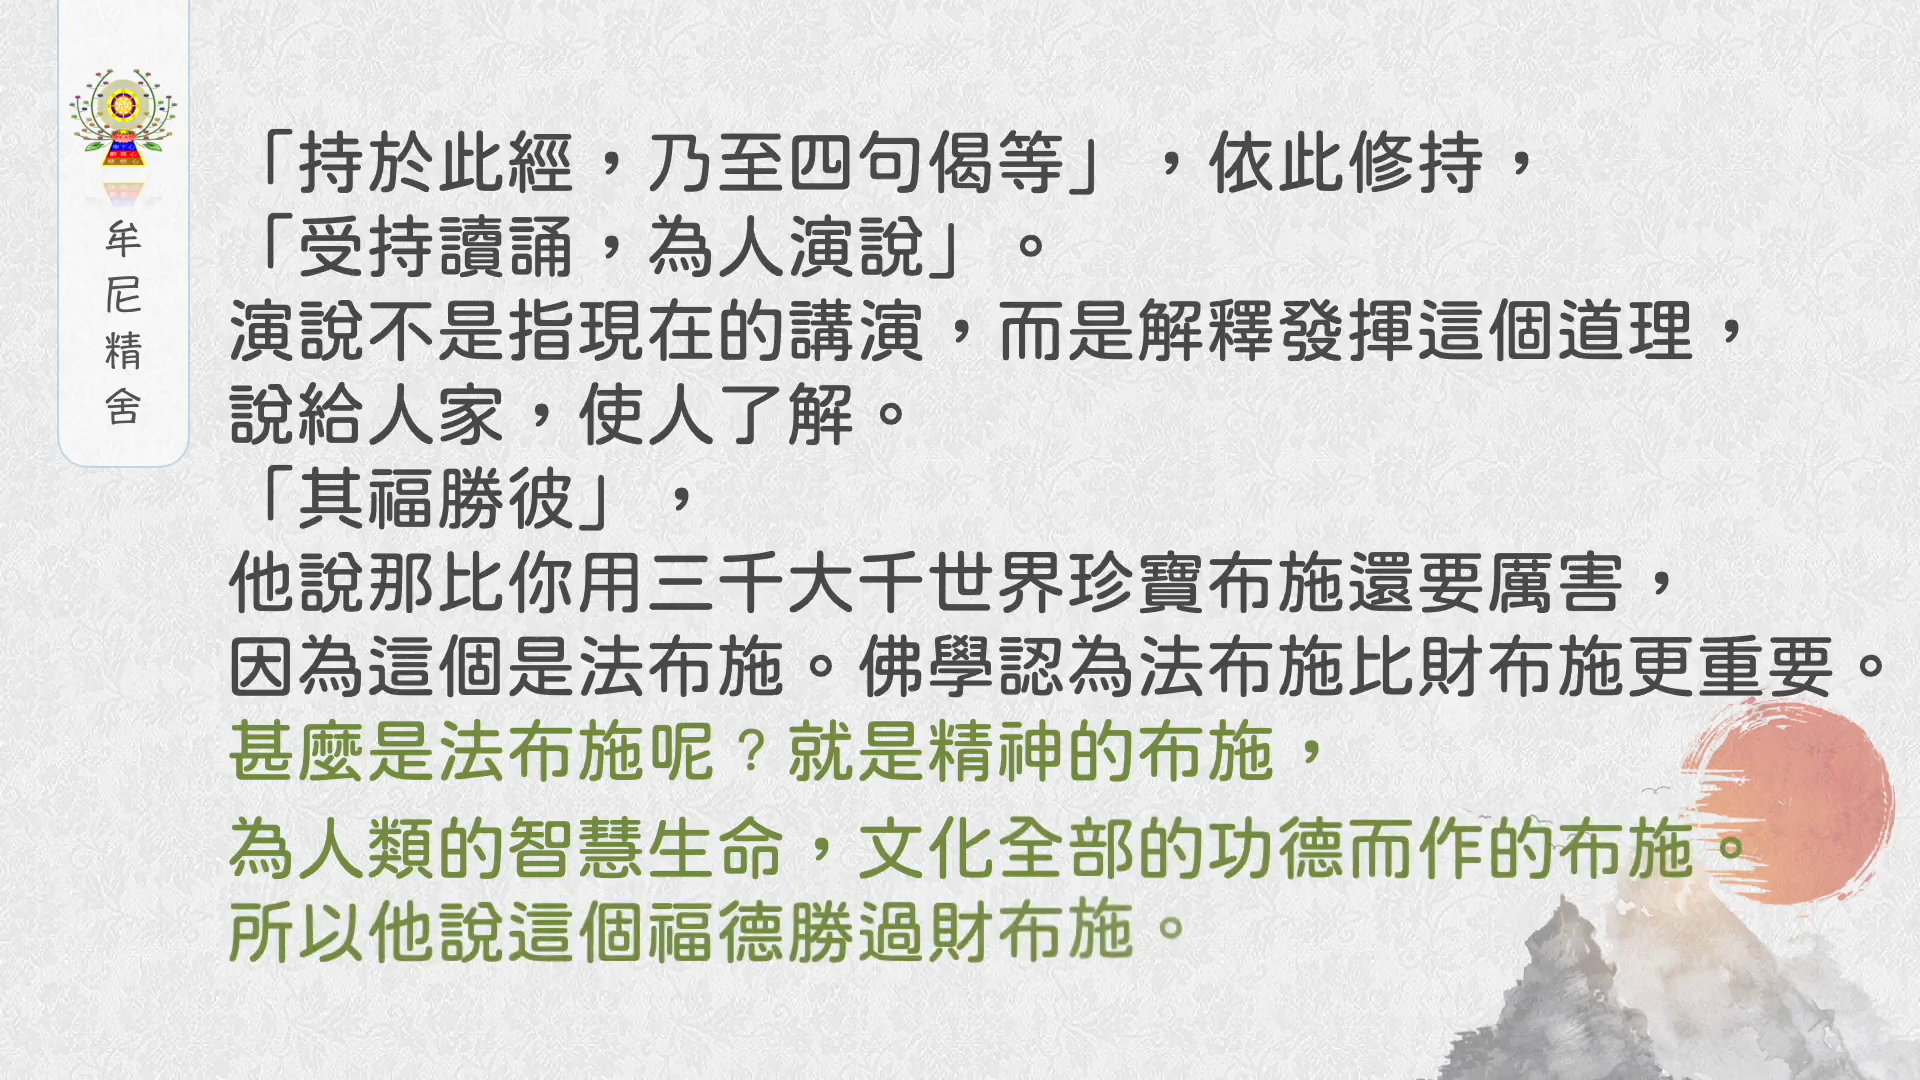 牟尼精舍
「持於此經，乃至四句偈等」，依此修持，
「受持讀誦，為人演說」。
演說不是指現在的講演，而是解釋發揮這個道理，
說給人家，使人了解。
「其福勝彼」，
他說那比你用三千大千世界珍寶布施還要厲害，
因為這個是法布施。佛學認為法布施比財布施更重要。
甚麼是法布施呢？就是精神的布施，
為人類的智慧生命，文化全部的功德而作的布施。
所以他說這個福德勝過財布施。